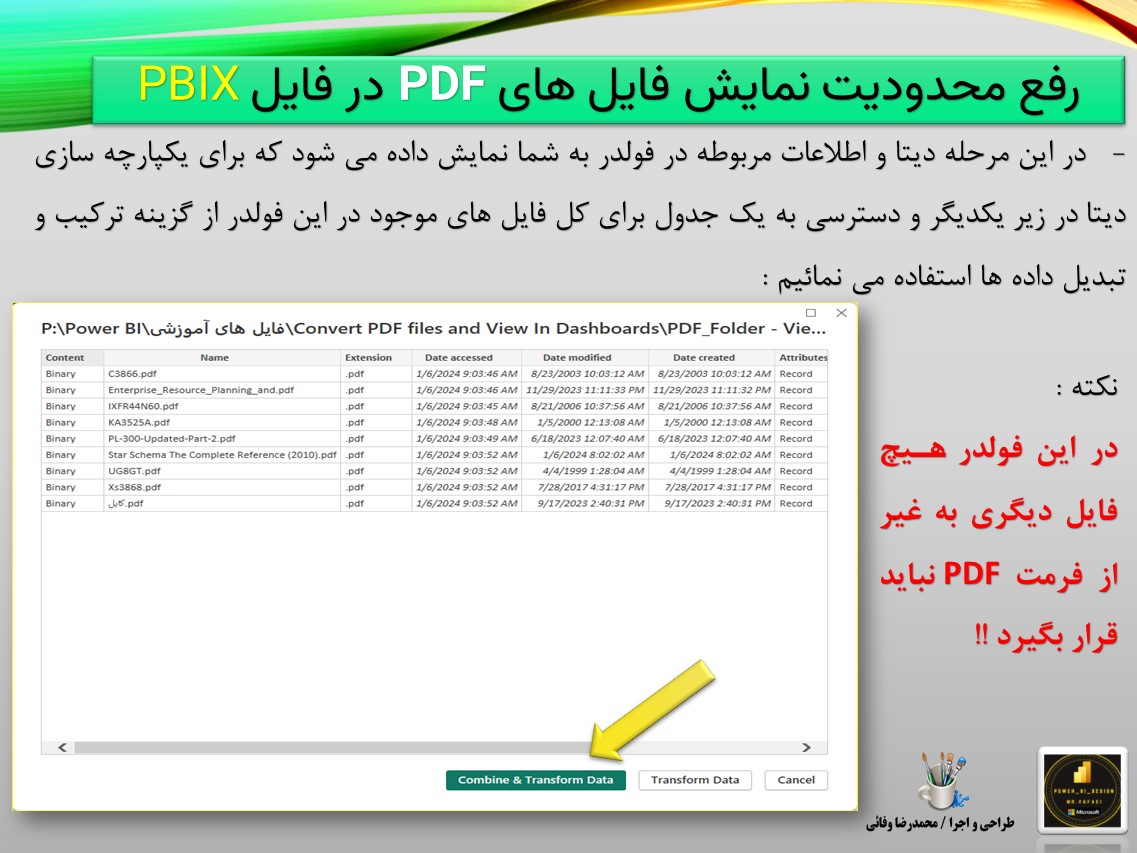 رفع محدودیت نمایش فایل های PDF در فایل PBIX
- در این مرحله دیتا و اطلاعات مربوطه در فولدر به شما نمایش داده می شود که برای یکپارچه سازی
دیتا در زیر یکدیگر و دسترسی به یک جدول برای کل فایل های موجود در این فولدر از گزینه ترکیب و
تبدیل داده ها استفاده می نمائیم :
P:\Power BI\فایل های آموزشی\Convert PDF files and View In Dashboards\PDF_Folder - Vie...
Content Name Extension Date accessed Date modified Date created Attributes
Binary C3866.pdf .pdf 1/6/2024 9:03:46 AM 8/23/2003 10:03:12 AM 8/23/2003 10:03:12 AM Record
Binary Enterprise_Resource_Planning_and.pdf .pdf 1/6/2024 9:03:46 AM 11/29/2023 11:11:33 PM 11/29/2023 11:11:32 PM Record
Binary IXFR44N60.pdf .pdf 1/6/2024 9:03:45 AM 8/21/2006 10:37:56 AM 8/21/2006 10:37:56 AM Record
Binary KA3525A.pdf .pdf 1/6/2024 9:03:48 AM 1/5/2000 12:13:08 AM 1/5/2000 12:13:08 AM Record
Binary PL-300-Updated-Part-2.pdf .pdf 1/6/2024 9:03:49 AM 6/18/2023 12:07:40 AM 6/18/2023 12:07:40 AM Record
Binary Star Schema The Complete Reference (2010).pdf .pdf 1/6/2024 9:03:52 AM 1/6/2024 8:02:02 AM 1/6/2024 8:02:02 AM Record
Binary UG8GT.pdf .pdf 1/6/2024 9:03:52 AM 4/4/1999 1:28:04 AM 4/4/1999 1:28:04 AM Record
Binary Xs3868.pdf .pdf 1/6/2024 9:03:52 AM 7/28/2017 4:31:17 PM 7/28/2017 4:31:17 PM Record
Binary کابل.pdf .pdf 1/6/2024 9:03:52 AM 9/17/2023 2:40:31 PM 9/17/2023 2:40:31 PM Record
Combine & Transform Data Transform Data Cancel
نکته :
در این فولدر هــیچ
فایل دیگری به غیر
از فرمت PDF نباید
قرار بگیرد !!
طراحی و اجرا / محمدرضا وفائی
POWER_BI_DESIGN
MR.VAFAEI
Microsoft